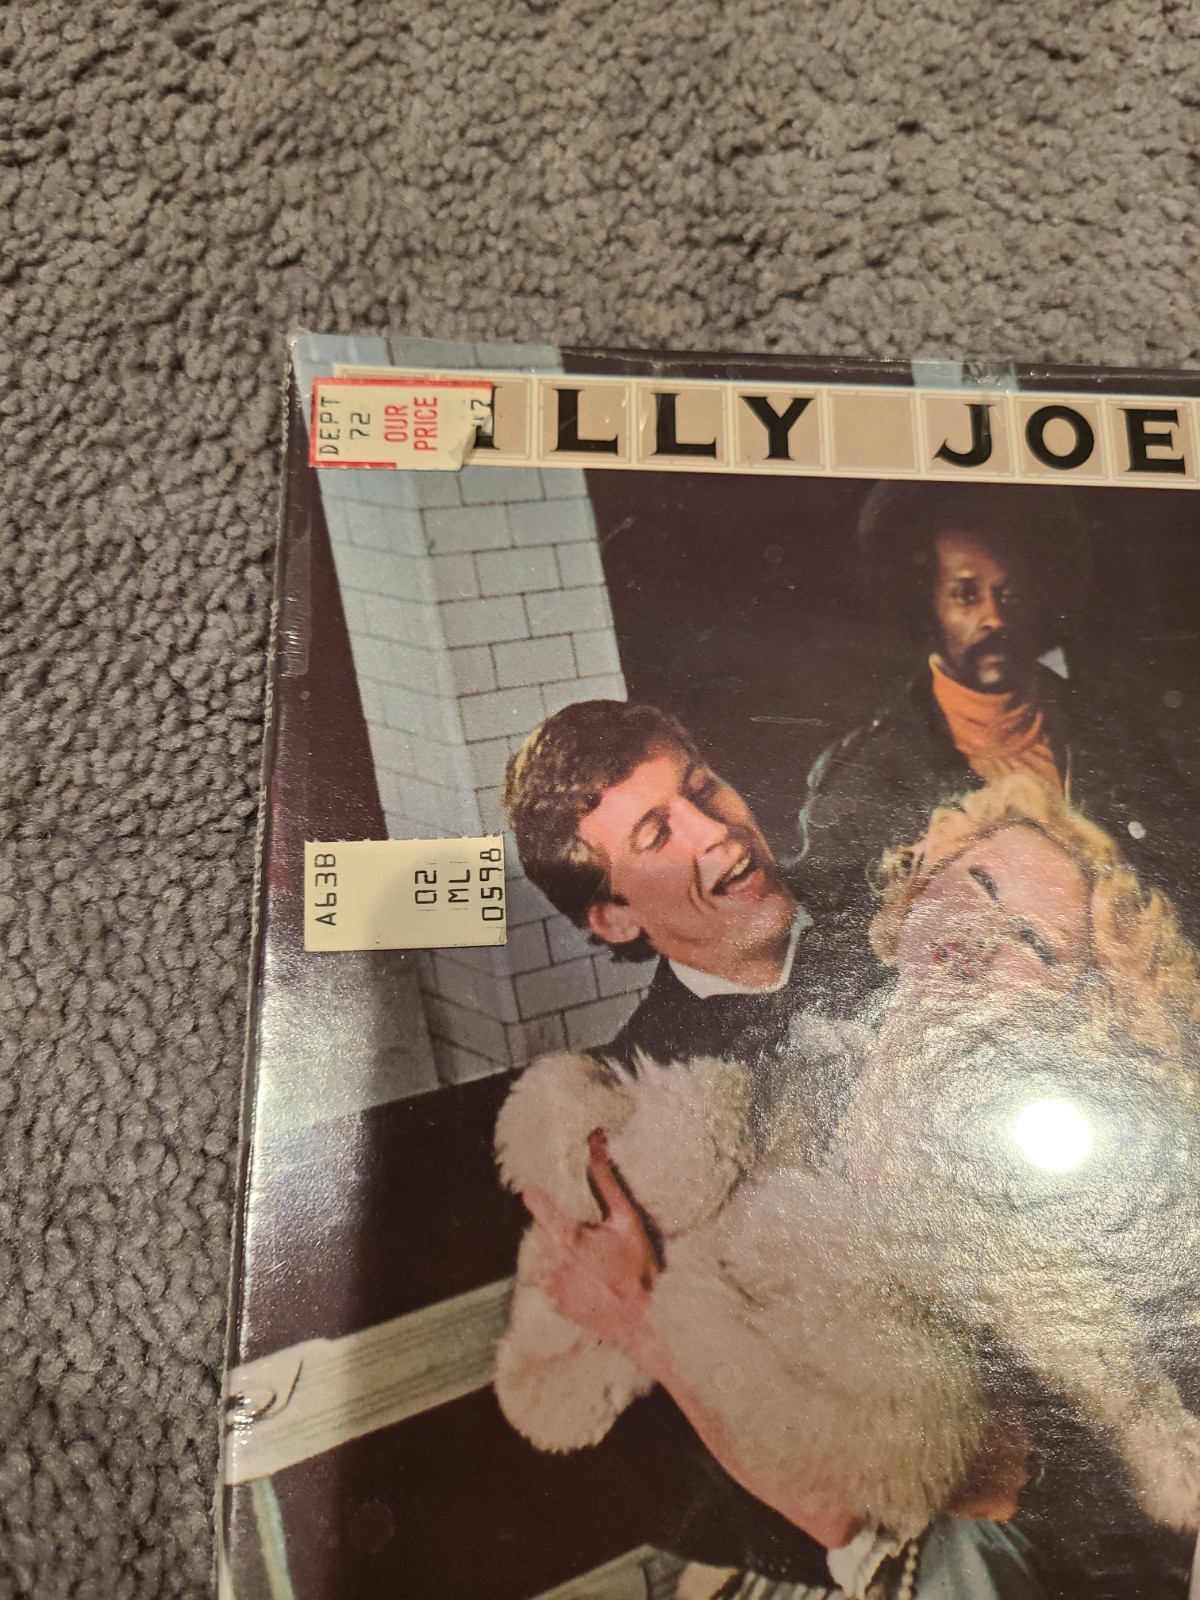 ILLY JOE
DEPT
72
OUR
PRICE
A63B
02
ML
0598